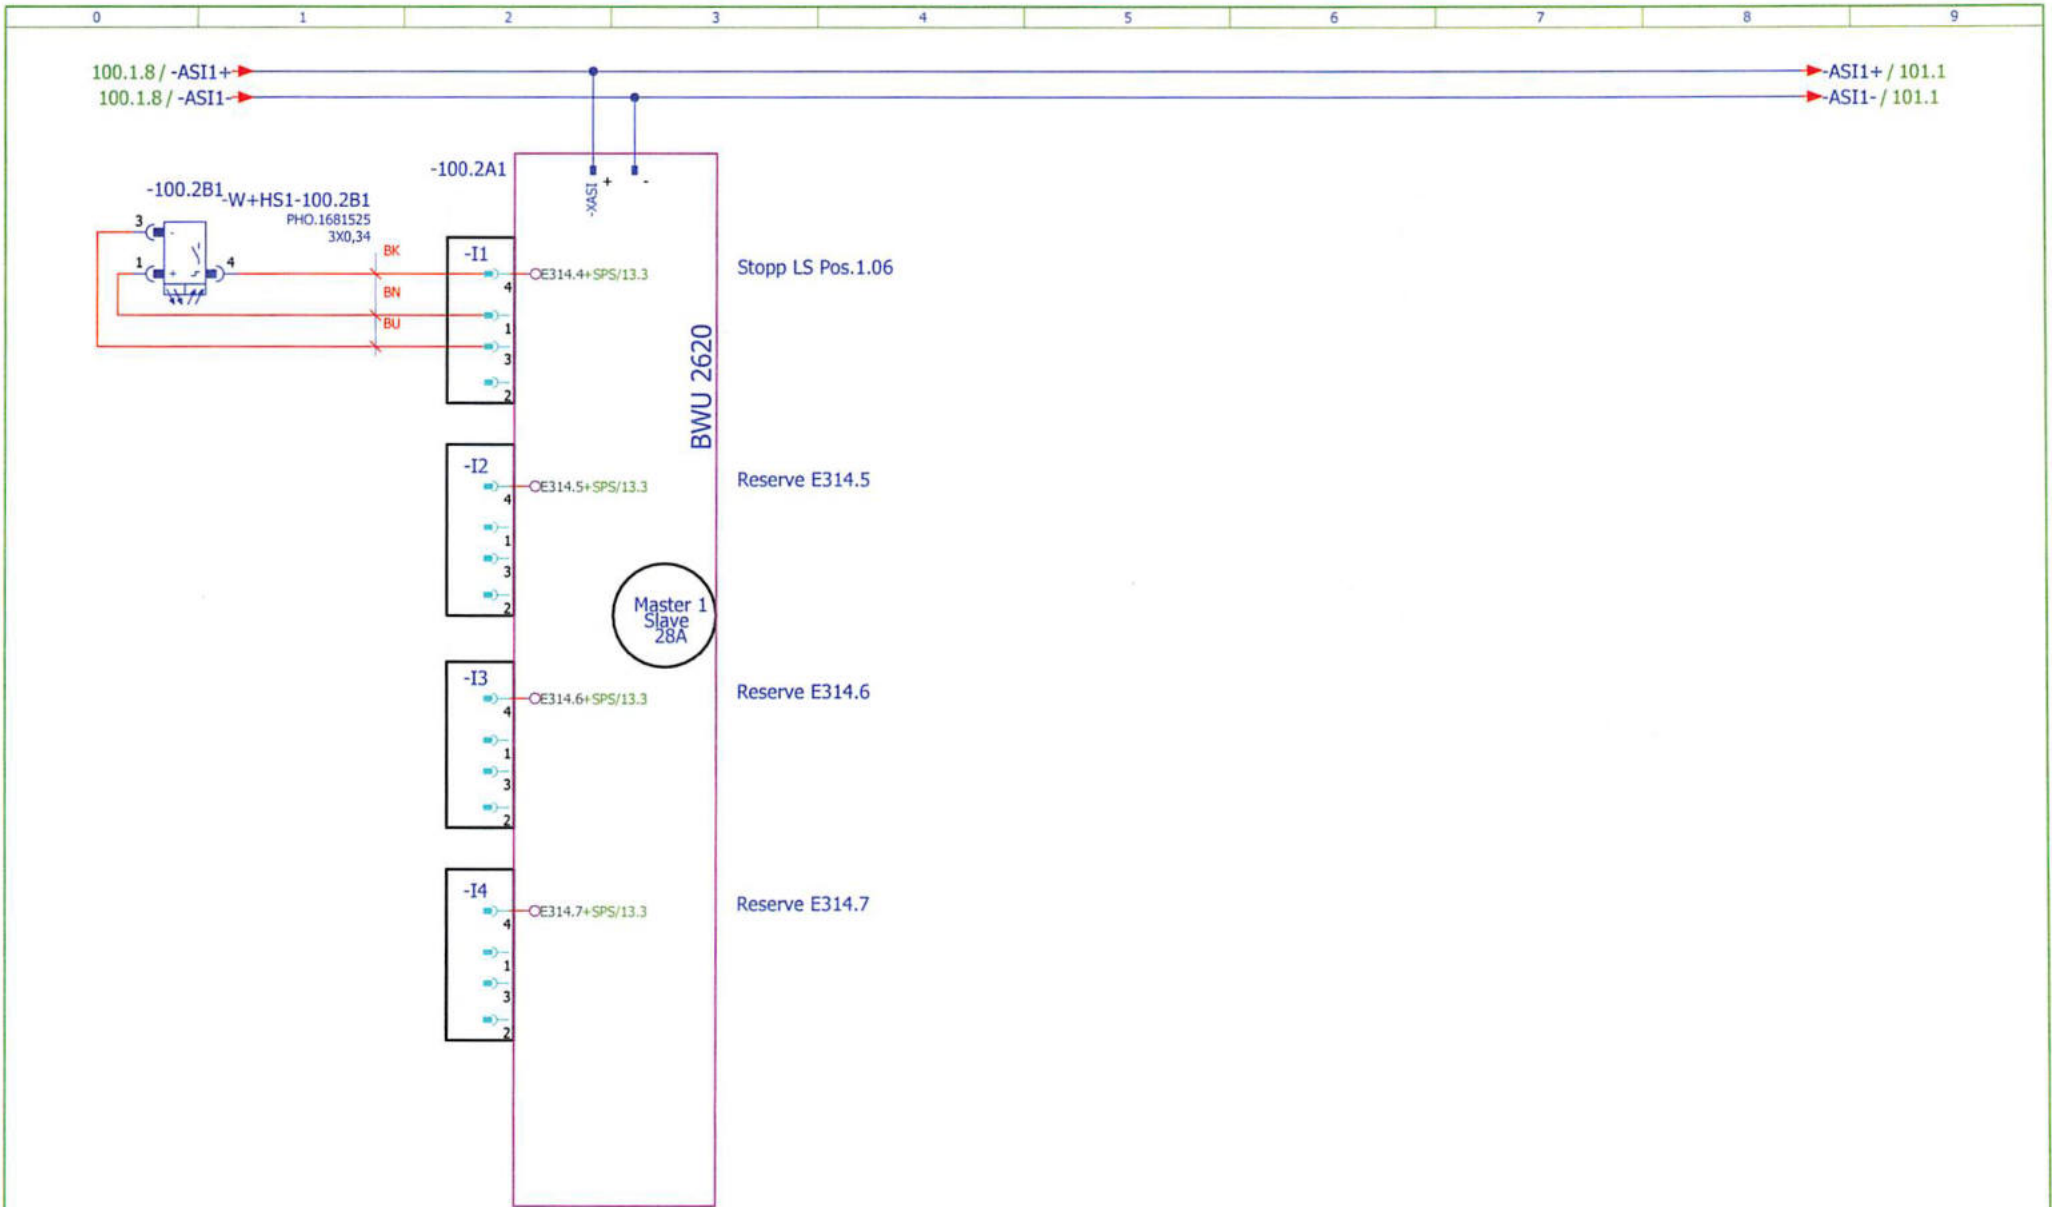 0 1 2 3 4 5 6 7 8 9
100.1.8 / -ASI1+ -ASI1+ / 101.1
100.1.8 / -ASI1- -ASI1- / 101.1
-100.2A1
-XASI + -
-100.2B1
-W+HS1-100.2B1
PHO.1681525
3X0,34
3 -
1 + 4
BK
BN
BU
-I1
E314.4+SPS/13.3
Stopp LS Pos.1.06
4
1
3
2
BWU 2620
-I2
E314.5+SPS/13.3
Reserve E314.5
4
1
3
2
Master 1
Slave
28A
-I3
E314.6+SPS/13.3
Reserve E314.6
4
1
3
2
-I4
E314.7+SPS/13.3
Reserve E314.7
4
1
3
2